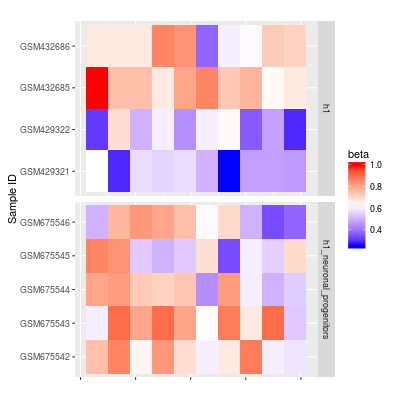 GSM432686
GSM432685
GSM429322
GSM429321
h1
GSM675546
GSM675545
GSM675544
GSM675543
GSM675542
h1_neuronal_progenitors
Sample ID
beta
1.0
0.8
0.6
0.4